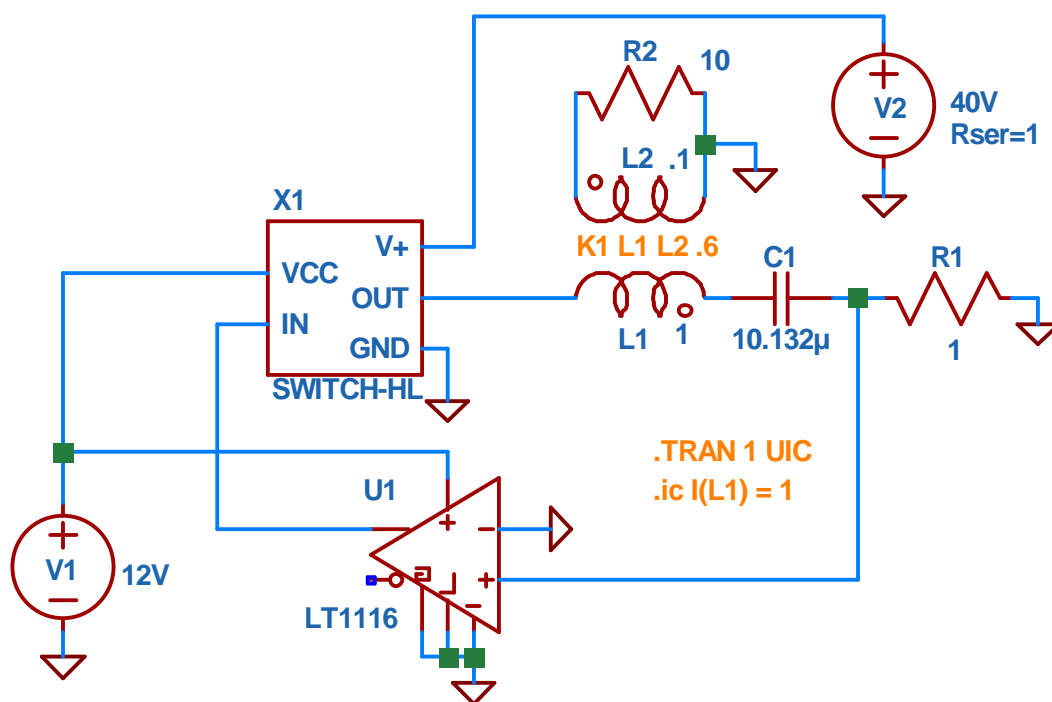 R2 10
V2
40V
Rser=1
L2 .1
X1
V+
VCC
OUT
IN
GND
SWITCH-HL
K1 L1 L2 .6
L1 1
C1
10.132µ
R1
1
.TRAN 1 UIC
.ic I(L1) = 1
U1
G
L
LT1116
V1
12V